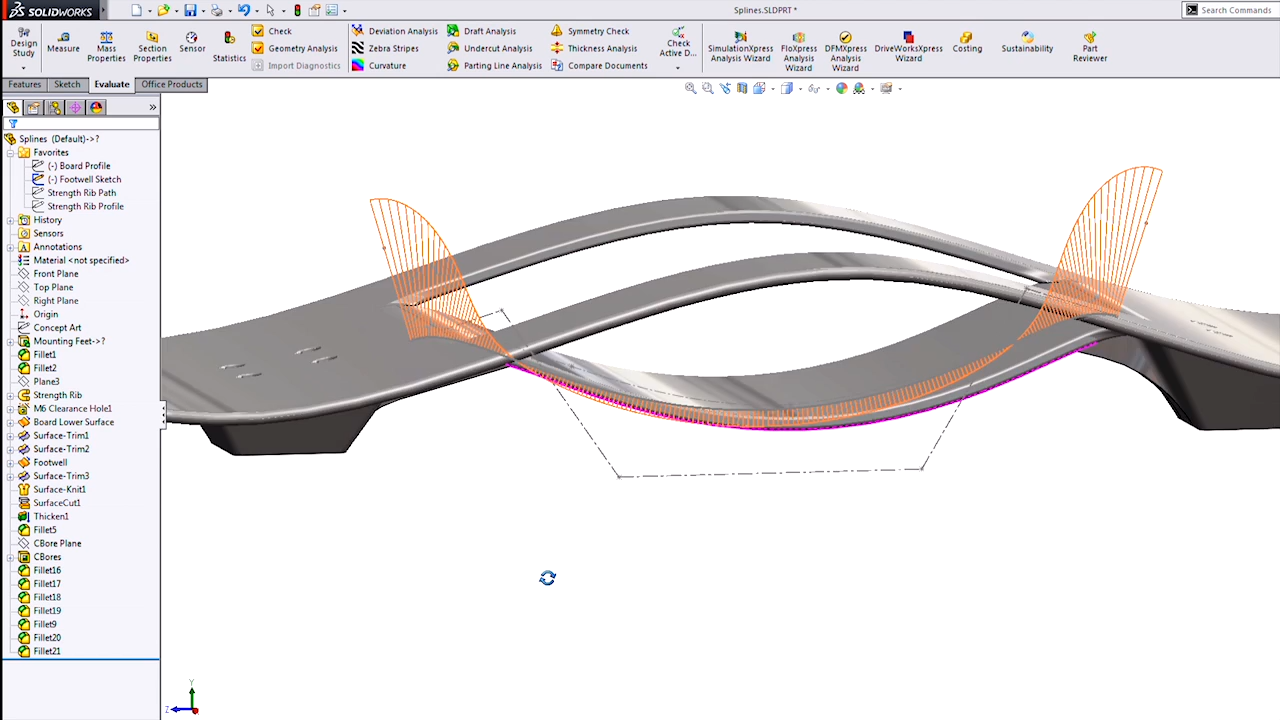 SOLIDWORKS
Splines.SLDPRT *
Search Commands
Design Study
Measure
Mass Properties
Section Properties
Sensor
Statistics
Check
Geometry Analysis
Import Diagnostics
Deviation Analysis
Zebra Stripes
Curvature
Draft Analysis
Undercut Analysis
Parting Line Analysis
Symmetry Check
Thickness Analysis
Compare Documents
Check Active D...
SimulationXpress Analysis Wizard
FloXpress Analysis Wizard
DFMXpress Analysis Wizard
DriveWorksXpress Wizard
Costing
Sustainability
Part Reviewer
Features
Sketch
Evaluate
Office Products
Splines (Default)->?
Favorites
(-) Board Profile
(-) Footwell Sketch
Strength Rib Path
Strength Rib Profile
History
Sensors
Annotations
Material <not specified>
Front Plane
Top Plane
Right Plane
Origin
Concept Art
Mounting Feet->?
Fillet1
Fillet2
Plane3
Strength Rib
M6 Clearance Hole1
Board Lower Surface
Surface-Trim1
Surface-Trim2
Footwell
Surface-Trim3
Surface-Knit1
SurfaceCut1
Thicken1
Fillet5
CBore Plane
CBores
Fillet16
Fillet17
Fillet18
Fillet19
Fillet9
Fillet20
Fillet21
Y
Z